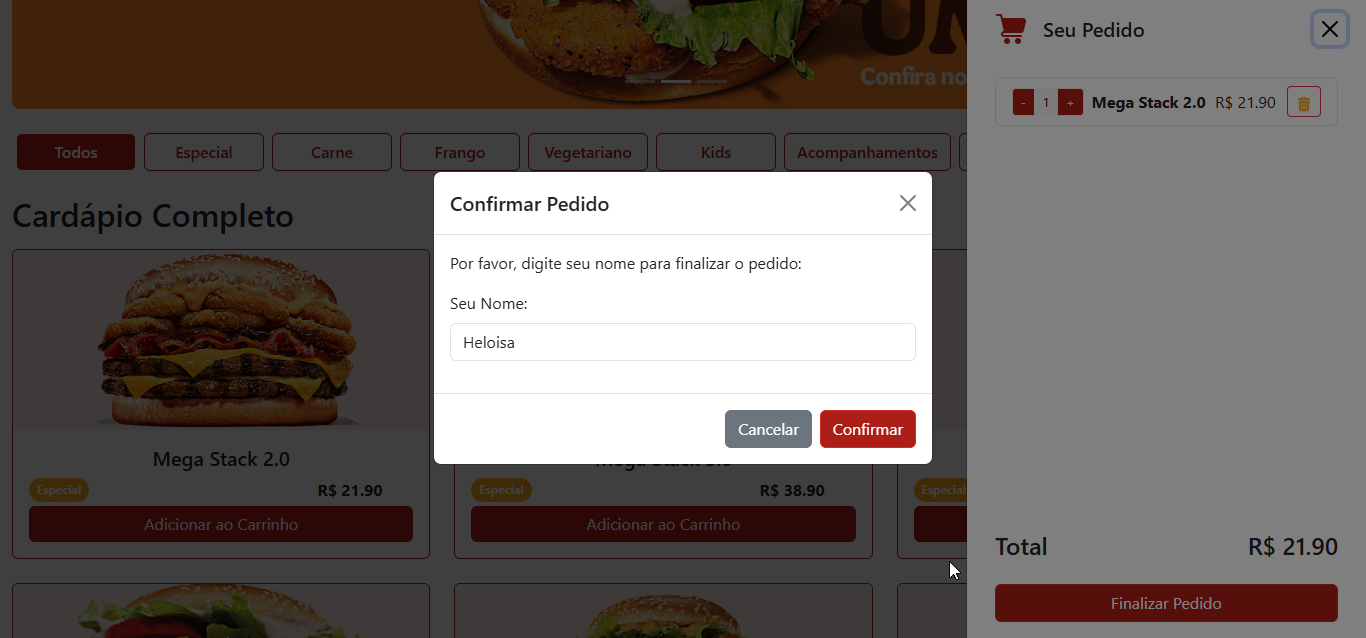 Confira no
Todos
Especial
Carne
Frango
Vegetariano
Kids
Acompanhamentos
Cardápio Completo
Mega Stack 2.0
Especial
R$ 21.90
Adicionar ao Carrinho
Especial
R$ 38.90
Adicionar ao Carrinho
Especial
Confirmar Pedido
Por favor, digite seu nome para finalizar o pedido:
Seu Nome:
Heloisa
Cancelar
Confirmar
Seu Pedido
- 1 + Mega Stack 2.0 R$ 21.90
Total R$ 21.90
Finalizar Pedido